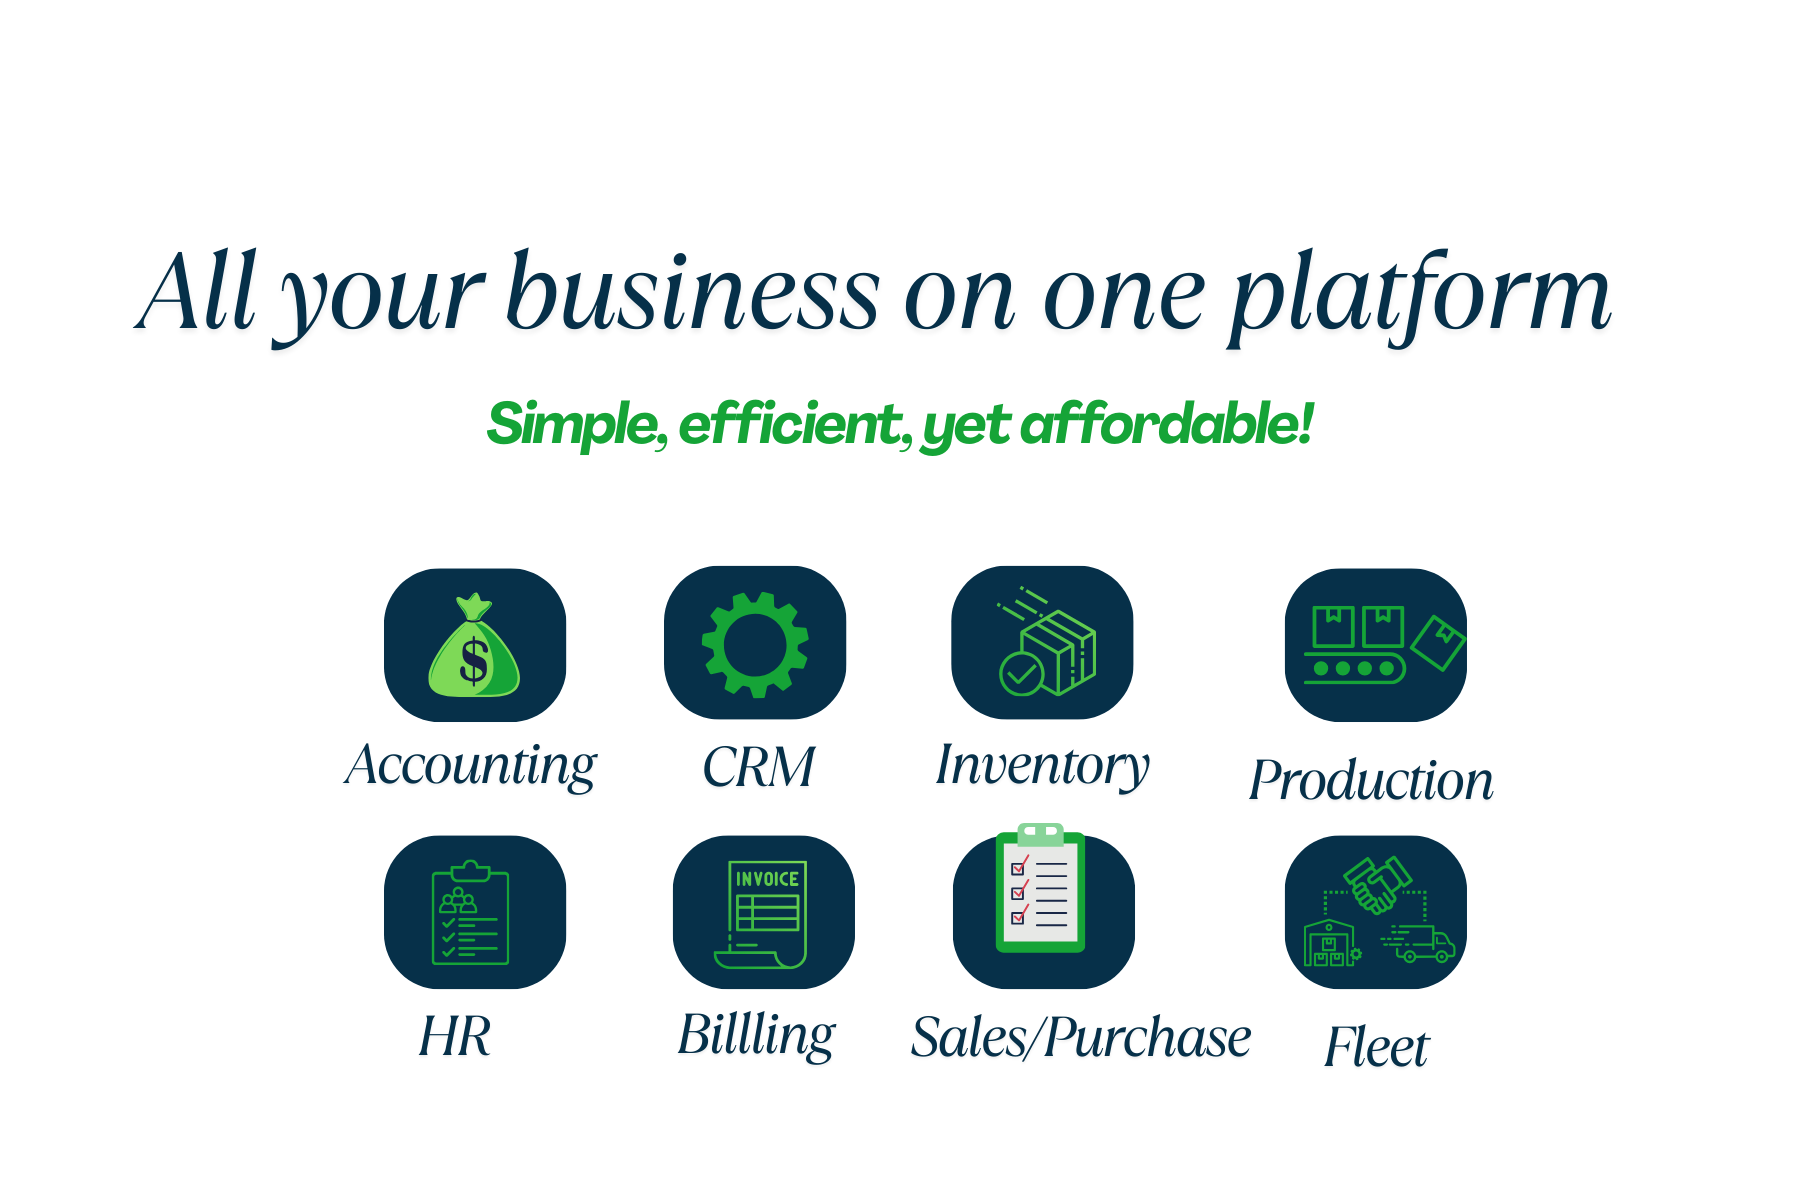 All your business on one platform
Simple, efficient, yet affordable!
$
Accounting
CRM
Inventory
Production
INVOICE
HR
Billling
Sales/Purchase
Fleet